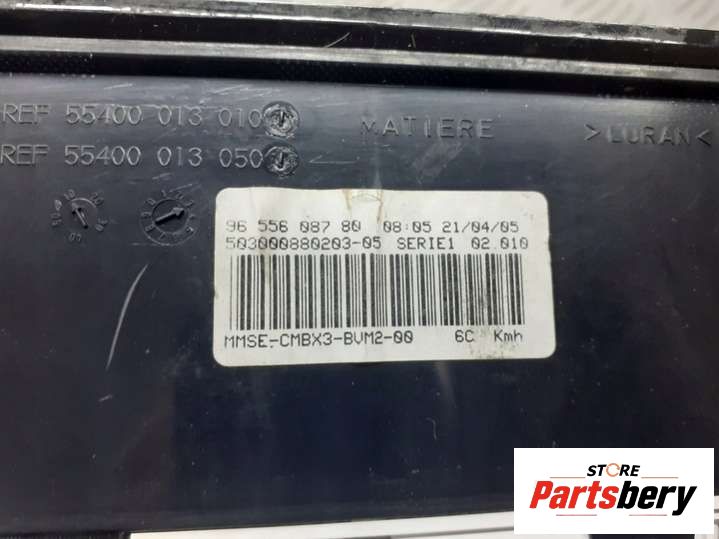 REF 55400 013 010
REF 55400 013 050
MATIERE >LURAN<
96 556 087 80 08:05 21/04/05
503000880203-05 SERIE1 02.010
MMSE-CMBX3-BVM2-00 6C Kmh
STORE
Partsbery